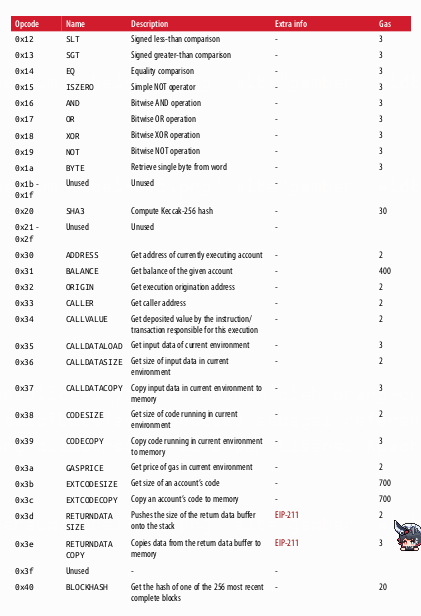 Opcode Name Description Extra info Gas
0x12 SLT Signed less-than comparison - 3
0x13 SGT Signed greater-than comparison - 3
0x14 EQ Equality comparison - 3
0x15 ISZERO Simple NOT operator - 3
0x16 AND Bitwise AND operation - 3
0x17 OR Bitwise OR operation - 3
0x18 XOR Bitwise XOR operation - 3
0x19 NOT Bitwise NOT operation - 3
0x1a BYTE Retrieve single byte from word - 3
0x1b - Unused Unused -
0x1f
0x20 SHA3 Compute Keccak-256 hash - 30
0x21 - Unused Unused -
0x2f
0x30 ADDRESS Get address of currently executing account - 2
0x31 BALANCE Get balance of the given account - 400
0x32 ORIGIN Get execution origination address - 2
0x33 CALLER Get caller address - 2
0x34 CALLVALUE Get deposited value by the instruction/ - 2
transaction responsible for this execution
0x35 CALLDATALOAD Get input data of current environment - 3
0x36 CALLDATASIZE Get size of input data in current - 2
environment
0x37 CALLDATACOPY Copy input data in current environment to - 3
memory
0x38 CODESIZE Get size of code running in current - 2
environment
0x39 CODECOPY Copy code running in current environment - 3
to memory
0x3a GASPRICE Get price of gas in current environment - 2
0x3b EXTCODESIZE Get size of an account's code - 700
0x3c EXTCODECOPY Copy an account's code to memory - 700
0x3d RETURNDATA Pushes the size of the return data buffer EIP-211 2
SIZE onto the stack
0x3e RETURNDATA Copies data from the return data buffer to EIP-211 3
COPY memory
0x3f Unused - -
0x40 BLOCKHASH Get the hash of one of the 256 most recent - 20
complete blocks